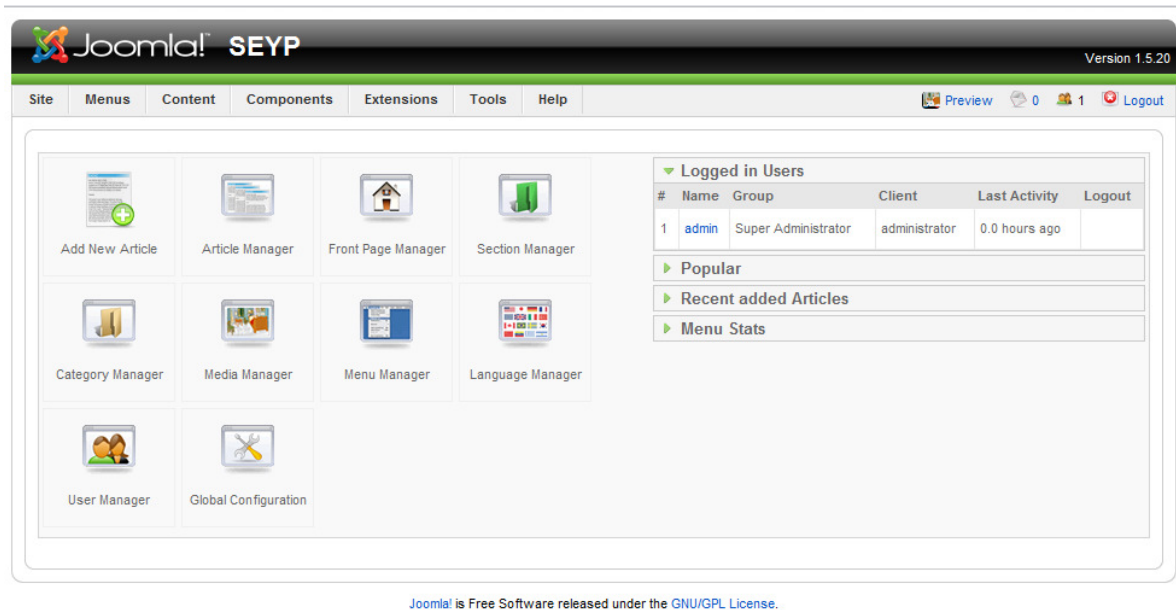 Joomla!™ SEYP
Version 1.5.20
Site Menus Content Components Extensions Tools Help Preview 0 1 Logout
Add New Article
Article Manager
Front Page Manager
Section Manager
Category Manager
Media Manager
Menu Manager
Language Manager
User Manager
Global Configuration
Logged in Users
# Name Group Client Last Activity Logout
1 admin Super Administrator administrator 0.0 hours ago
Popular
Recent added Articles
Menu Stats
Joomla! is Free Software released under the GNU/GPL License.